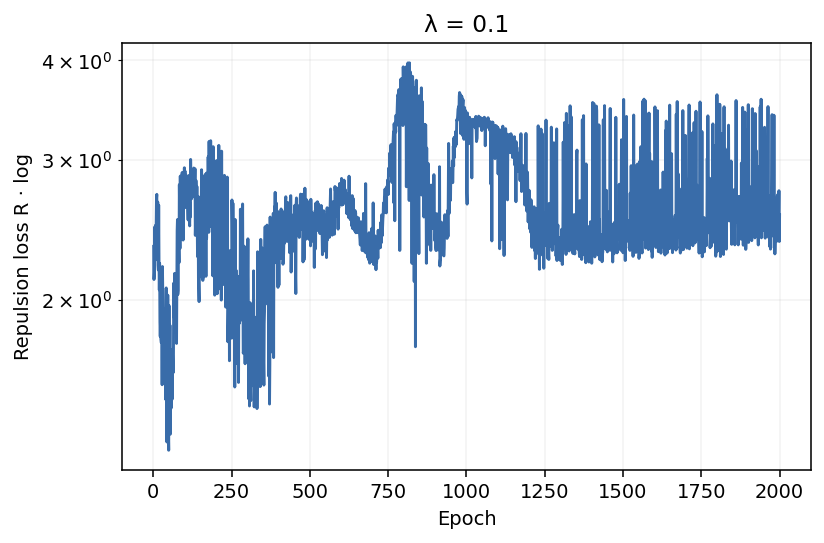 λ = 0.1
Repulsion loss R · log
4 × 10⁰
3 × 10⁰
2 × 10⁰
0 250 500 750 1000 1250 1500 1750 2000
Epoch